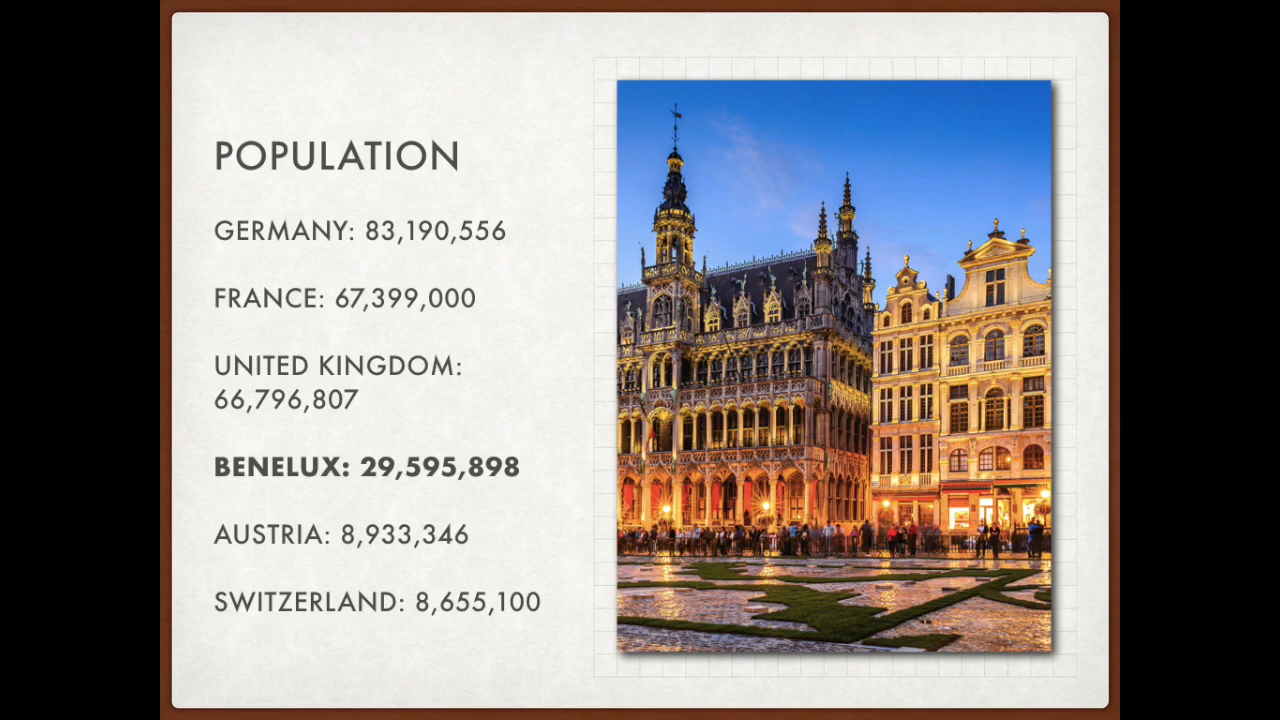 POPULATION
GERMANY: 83,190,556
FRANCE: 67,399,000
UNITED KINGDOM:
66,796,807
BENELUX: 29,595,898
AUSTRIA: 8,933,346
SWITZERLAND: 8,655,100